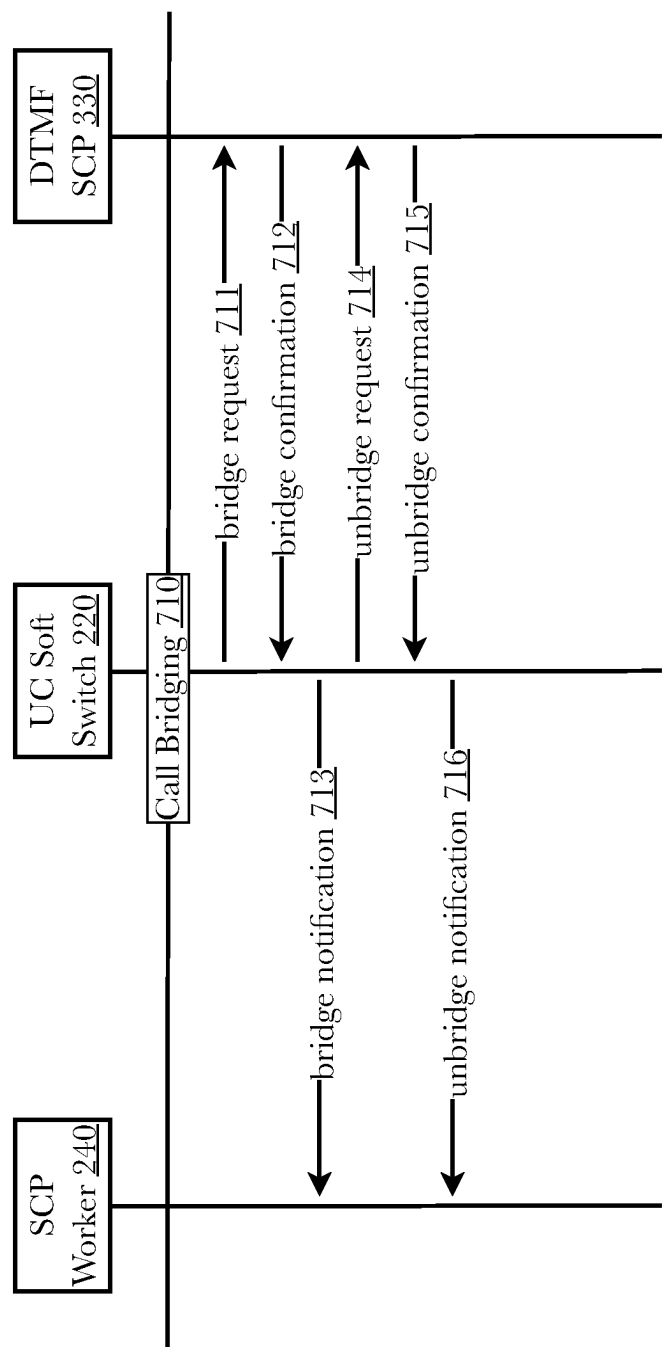 SCP
Worker 240
UC Soft
Switch 220
DTMF
SCP 330
Call Bridging 710
bridge request 711
bridge confirmation 712
bridge notification 713
unbridge request 714
unbridge confirmation 715
unbridge notification 716